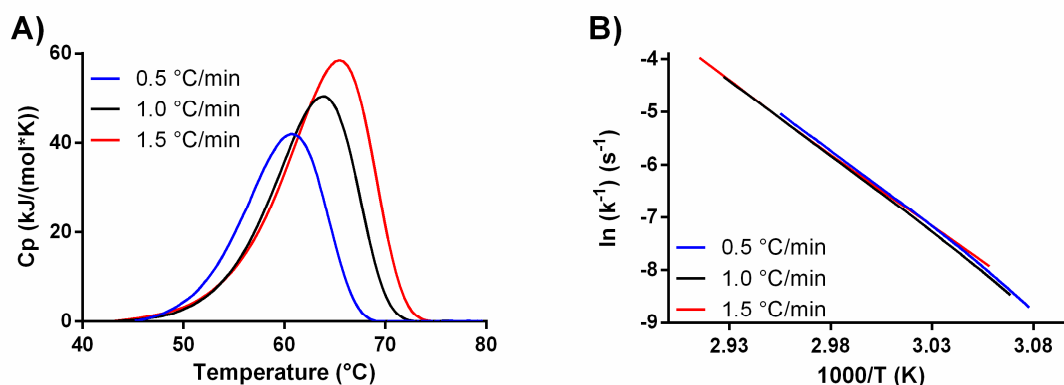 A)
Cp (kJ/(mol*K))
60
40
20
0
0.5 °C/min
1.0 °C/min
1.5 °C/min
40
50
60
70
80
Temperature (°C)
B)
ln (k⁻¹) (s⁻¹)
-4
-5
-6
-7
-8
-9
0.5 °C/min
1.0 °C/min
1.5 °C/min
2.93
2.98
3.03
3.08
1000/T (K)